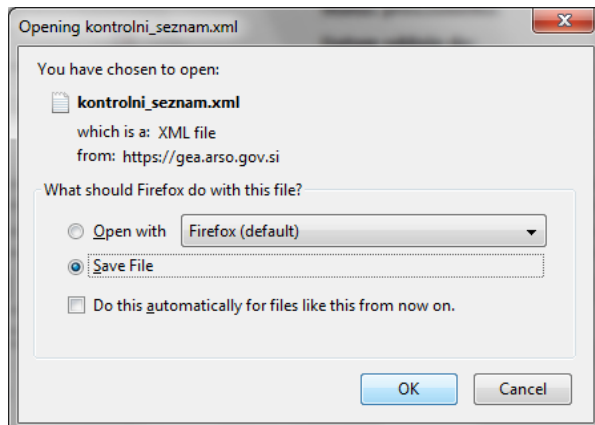 Opening kontrolni_seznam.xml
You have chosen to open:
kontrolni_seznam.xml
which is a: XML file
from: https://gea.arso.gov.si
What should Firefox do with this file?
Open with Firefox (default)
Save File
Do this automatically for files like this from now on.
OK Cancel